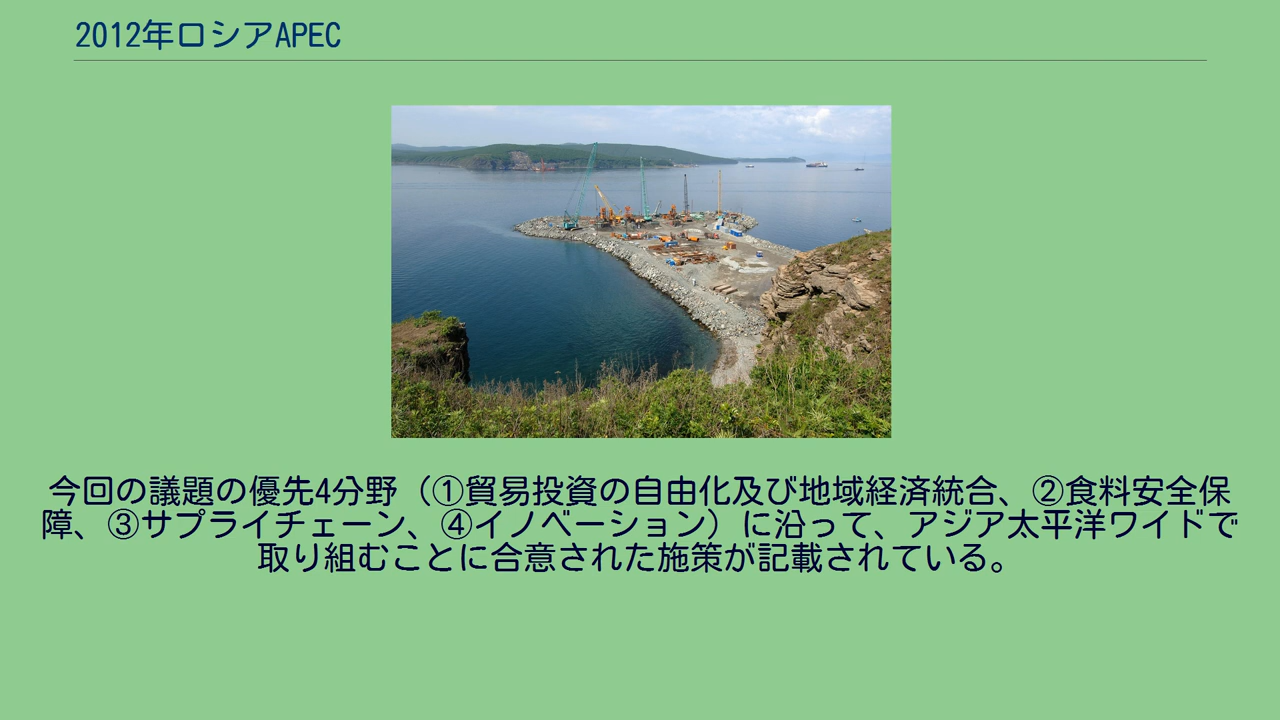 2012年ロシアAPEC
今回の議題の優先4分野（①貿易投資の自由化及び地域経済統合、②食料安全保
障、③サプライチェーン、④イノベーション）に沿って、アジア太平洋ワイドで
取り組むことに合意された施策が記載されている。